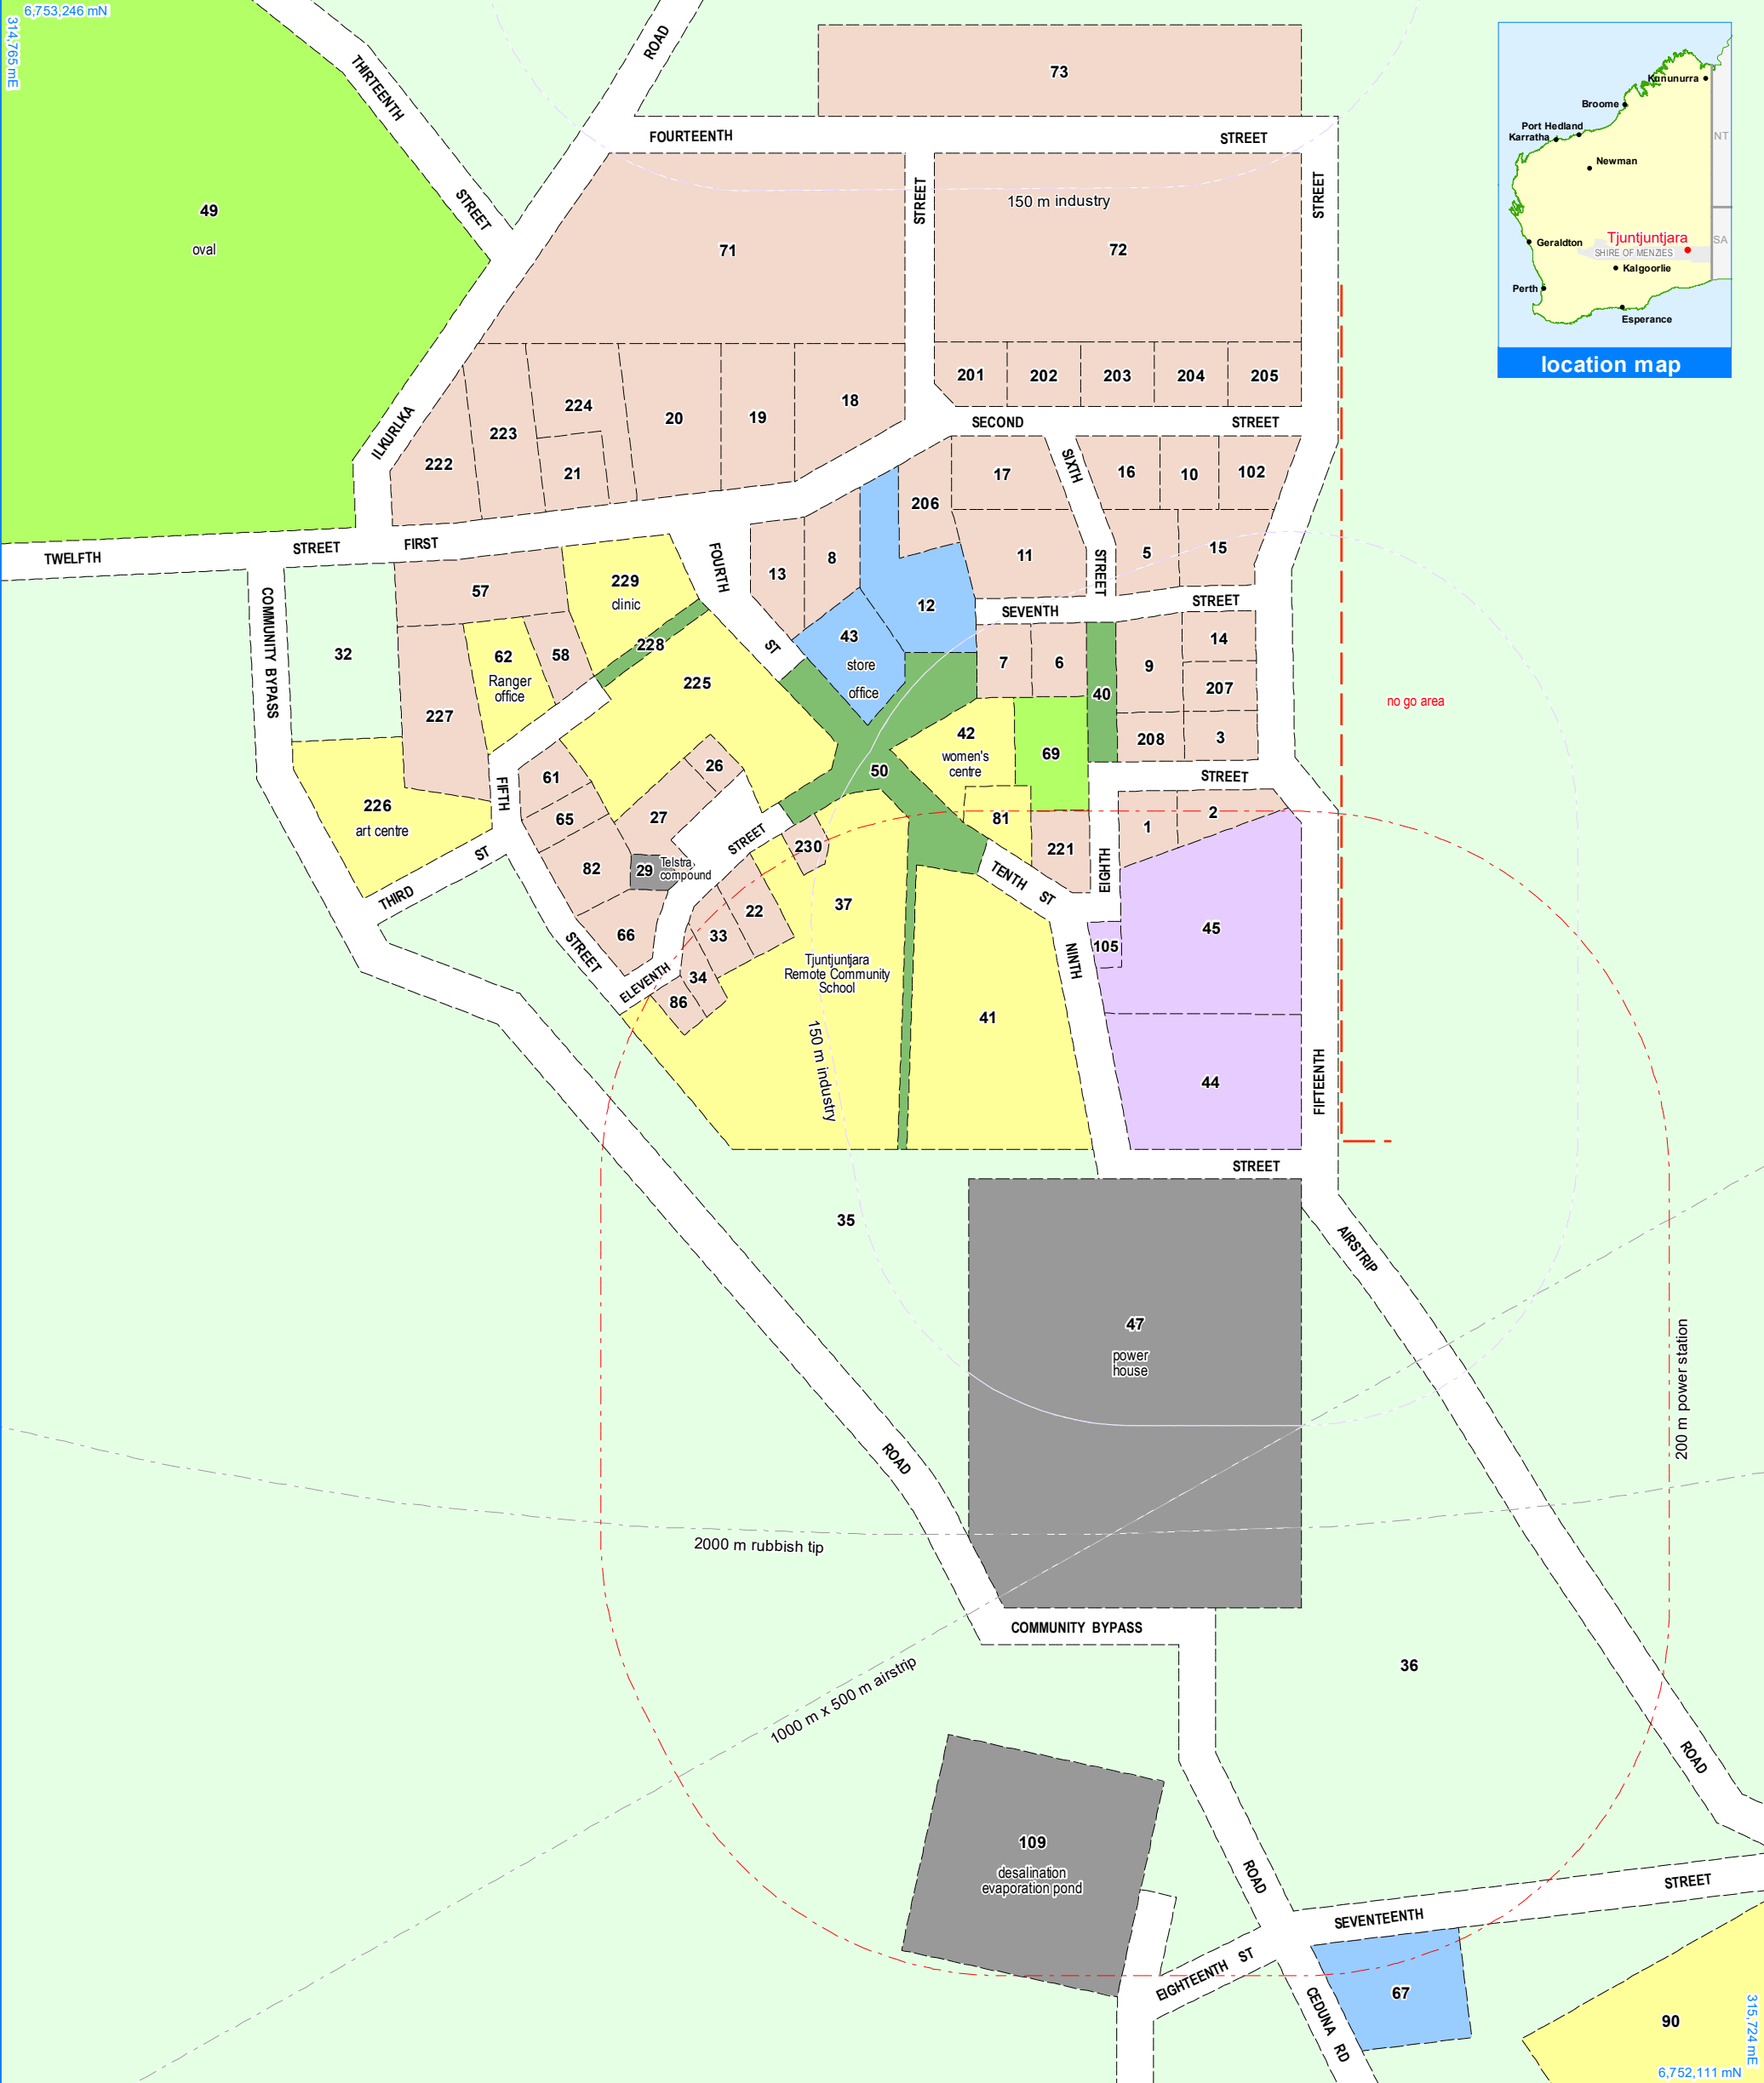 6,753,246 mN
314,765 mE
THIRTEENTH
STREET
ROAD
73
FOURTEENTH
STREET
STREET
STREET
150 m industry
49
oval
71
72
Kununurra
Broome
Port Hedland
Karratha
NT
Newman
Geraldton
Tjuntjuntjara
SHIRE OF MENZIES
SA
Kalgoorlie
Perth
Esperance
location map
201
202
203
204
205
224
20
19
18
223
222
21
ILKURLKA
SECOND
STREET
SIXTH
STREET
17
16
10
102
206
11
5
15
TWELFTH
STREET
FIRST
FOURTH
ST
13
8
12
57
229
clinic
COMMUNITY BYPASS
SEVENTH
STREET
32
62
Ranger
office
58
228
225
43
store
office
7
6
9
14
207
40
no go area
227
208
3
42
women's
centre
69
50
STREET
61
26
FIFTH
226
art centre
65
27
STREET
230
81
1
2
221
EIGHTH
82
29
Telstra
compound
ST
THIRD
TENTH
ST
37
22
66
33
34
86
STREET
ELEVENTH
Tjuntjuntjara
Remote Community
School
NINTH
105
45
41
150 m industry
44
FIFTEENTH
STREET
35
AIRSTRIP
47
power
house
200 m power station
ROAD
2000 m rubbish tip
COMMUNITY BYPASS
36
1000 m x 500 m airstrip
ROAD
109
desalination
evaporation pond
ROAD
SEVENTEENTH
STREET
EIGHTEENTH ST
CEDUNA RD
67
90
315,724 mE
6,752,111 mN